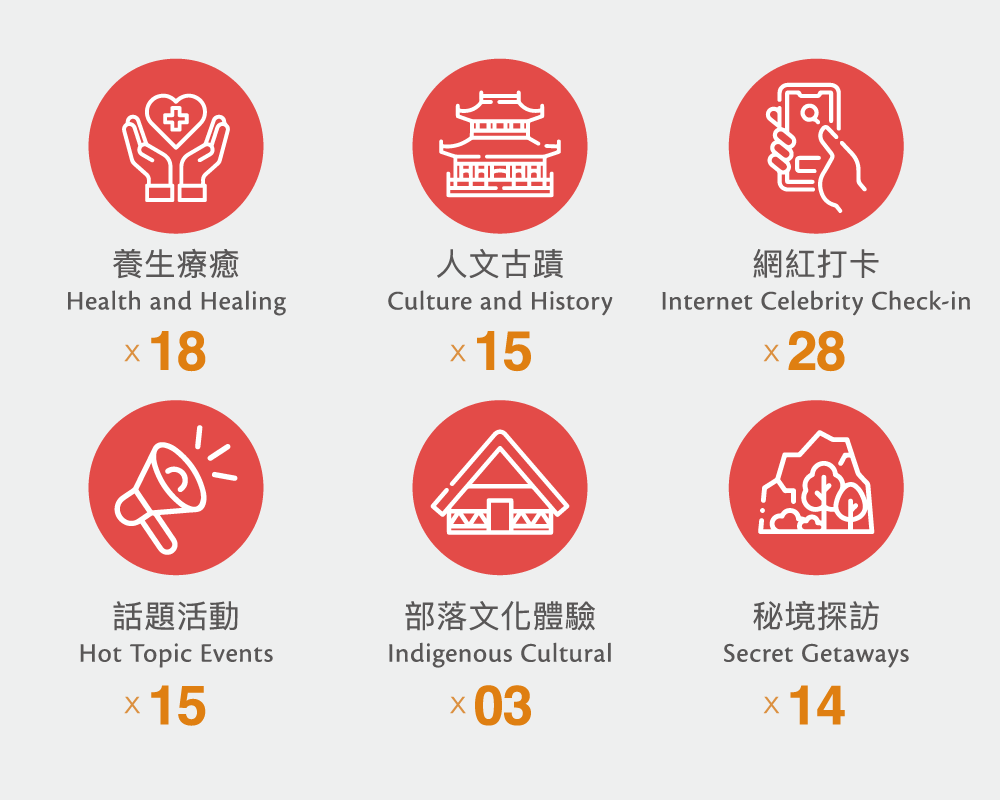 養生療癒
Health and Healing
x 18
人文古蹟
Culture and History
x 15
網紅打卡
Internet Celebrity Check-in
x 28
話題活動
Hot Topic Events
x 15
部落文化體驗
Indigenous Cultural
x 03
秘境探訪
Secret Getaways
x 14